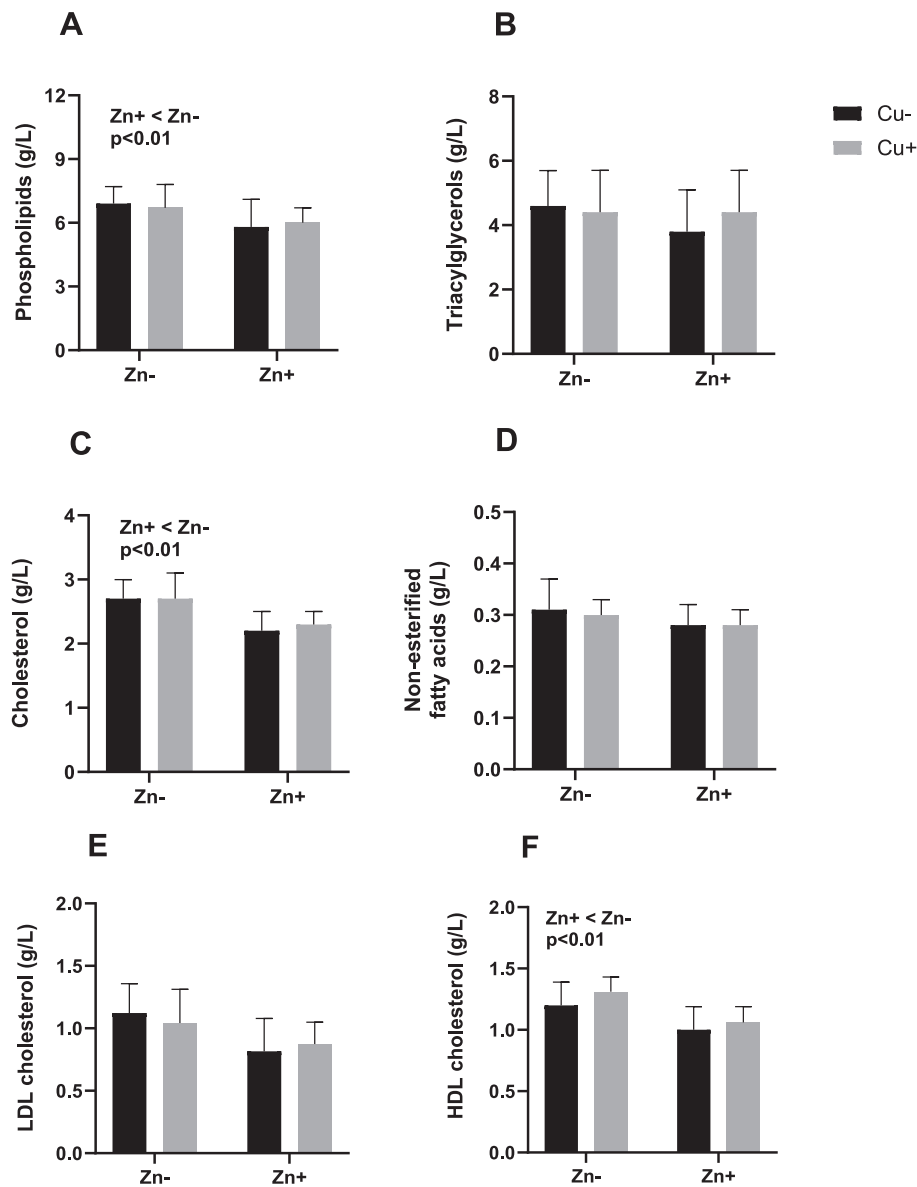 A
Phospholipids (g/L)
12
9
6
3
0
Zn+ < Zn-
p<0.01
Zn-
Zn+
B
Triacylglycerols (g/L)
8
6
4
2
0
Zn-
Zn+
Cu-
Cu+
C
Cholesterol (g/L)
4
3
2
1
0
Zn+ < Zn-
p<0.01
Zn-
Zn+
D
Non-esterified
fatty acids (g/L)
0.5
0.4
0.3
0.2
0.1
0.0
Zn-
Zn+
E
LDL cholesterol (g/L)
2.0
1.5
1.0
0.5
0.0
Zn-
Zn+
F
HDL cholesterol (g/L)
2.0
1.5
1.0
0.5
0.0
Zn+ < Zn-
p<0.01
Zn-
Zn+